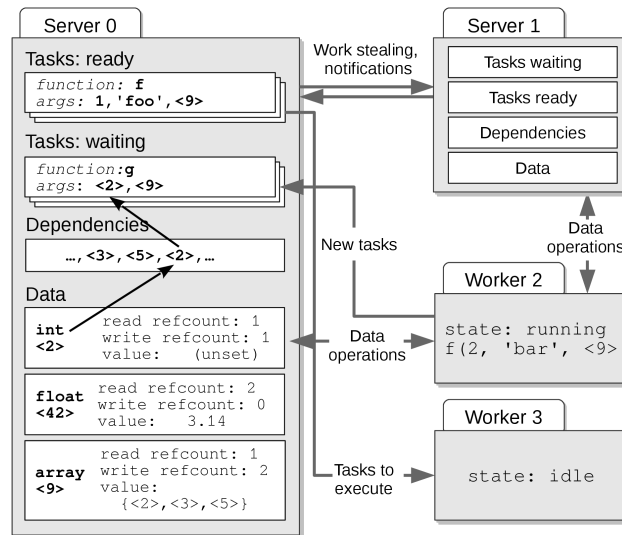 Server 0
Tasks: ready
function: f
args: 1,'foo',<9>
Tasks: waiting
function:g
args: <2>,<9>
Dependencies
…,<3>,<5>,<2>,…
Data
int
<2>
read refcount: 1
write refcount: 1
value: (unset)
float
<42>
read refcount: 2
write refcount: 0
value: 3.14
array
<9>
read refcount: 1
write refcount: 2
value:
{<2>,<3>,<5>}
Work stealing,
notifications
New tasks
Data
operations
Tasks to
execute
Server 1
Tasks waiting
Tasks ready
Dependencies
Data
Data
operations
Worker 2
state: running
f(2, 'bar', <9>
Worker 3
state: idle